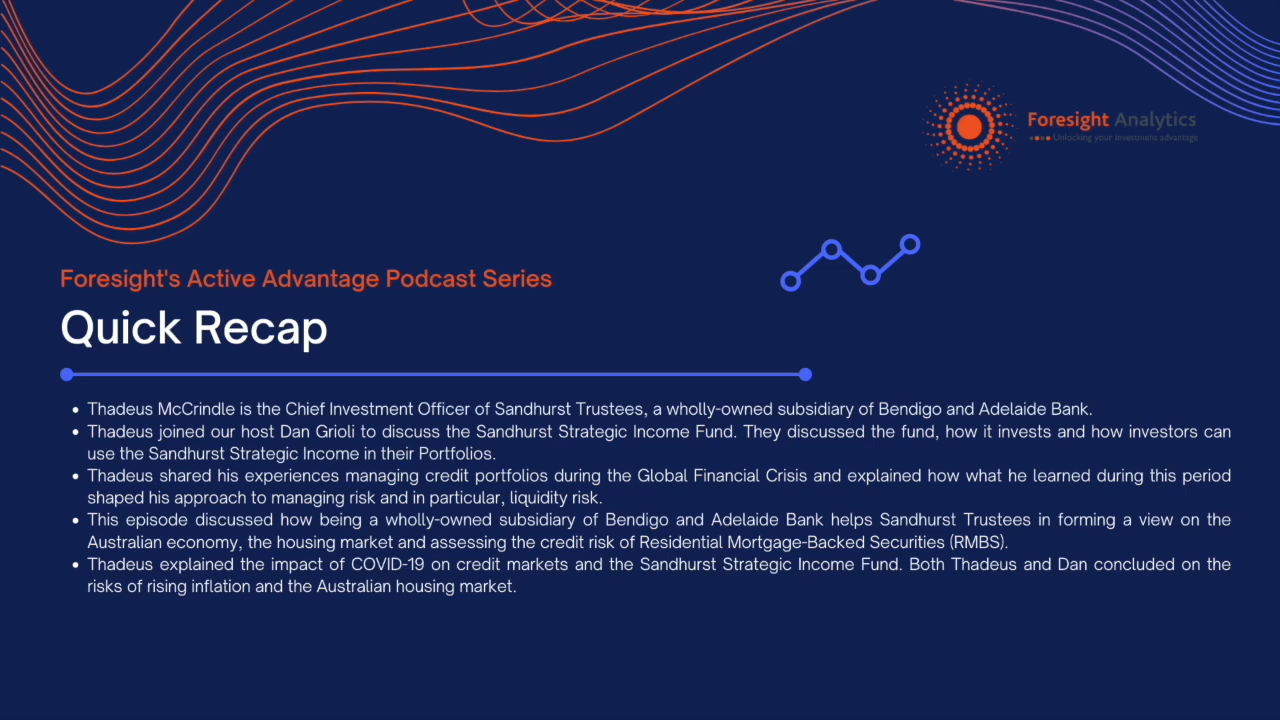 Foresight Analytics
Unlocking your investment advantage
Foresight's Active Advantage Podcast Series
Quick Recap
• Thadeus McCrindle is the Chief Investment Officer of Sandhurst Trustees, a wholly-owned subsidiary of Bendigo and Adelaide Bank.
• Thadeus joined our host Dan Grioli to discuss the Sandhurst Strategic Income Fund. They discussed the fund, how it invests and how investors can
use the Sandhurst Strategic Income in their Portfolios.
• Thadeus shared his experiences managing credit portfolios during the Global Financial Crisis and explained how what he learned during this period
shaped his approach to managing risk and in particular, liquidity risk.
• This episode discussed how being a wholly-owned subsidiary of Bendigo and Adelaide Bank helps Sandhurst Trustees in forming a view on the
Australian economy, the housing market and assessing the credit risk of Residential Mortgage-Backed Securities (RMBS).
• Thadeus explained the impact of COVID-19 on credit markets and the Sandhurst Strategic Income Fund. Both Thadeus and Dan concluded on the
risks of rising inflation and the Australian housing market.